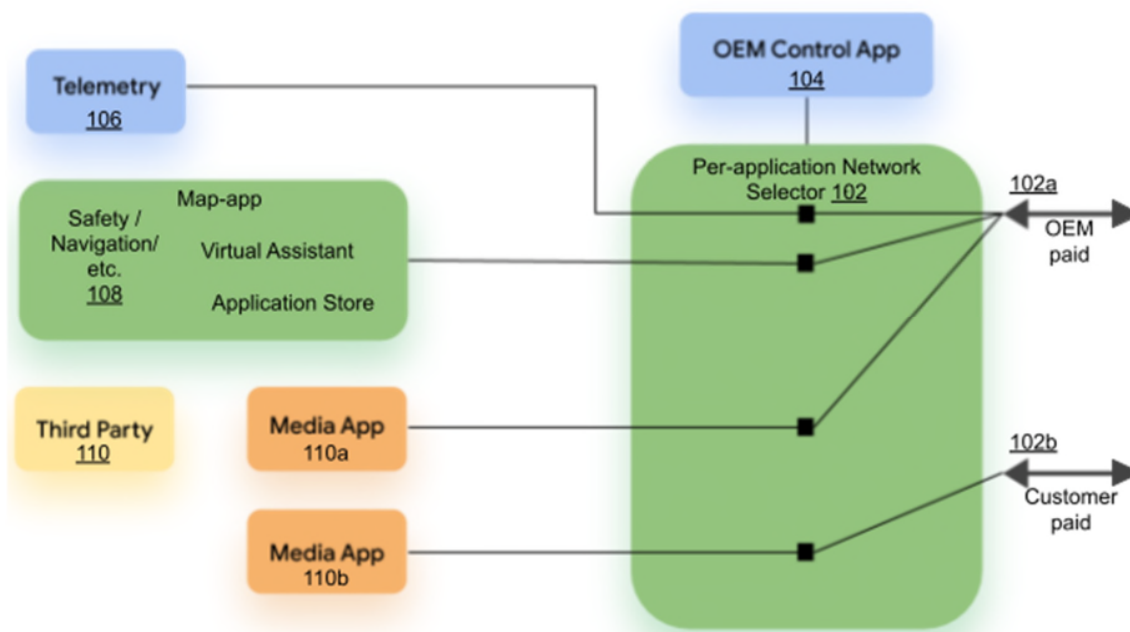 Telemetry
106
OEM Control App
104
Per-application Network
Selector 102
102a
OEM
paid
Map-app
Safety /
Navigation/
etc.
108
Virtual Assistant
Application Store
Third Party
110
Media App
110a
102b
Customer
paid
Media App
110b